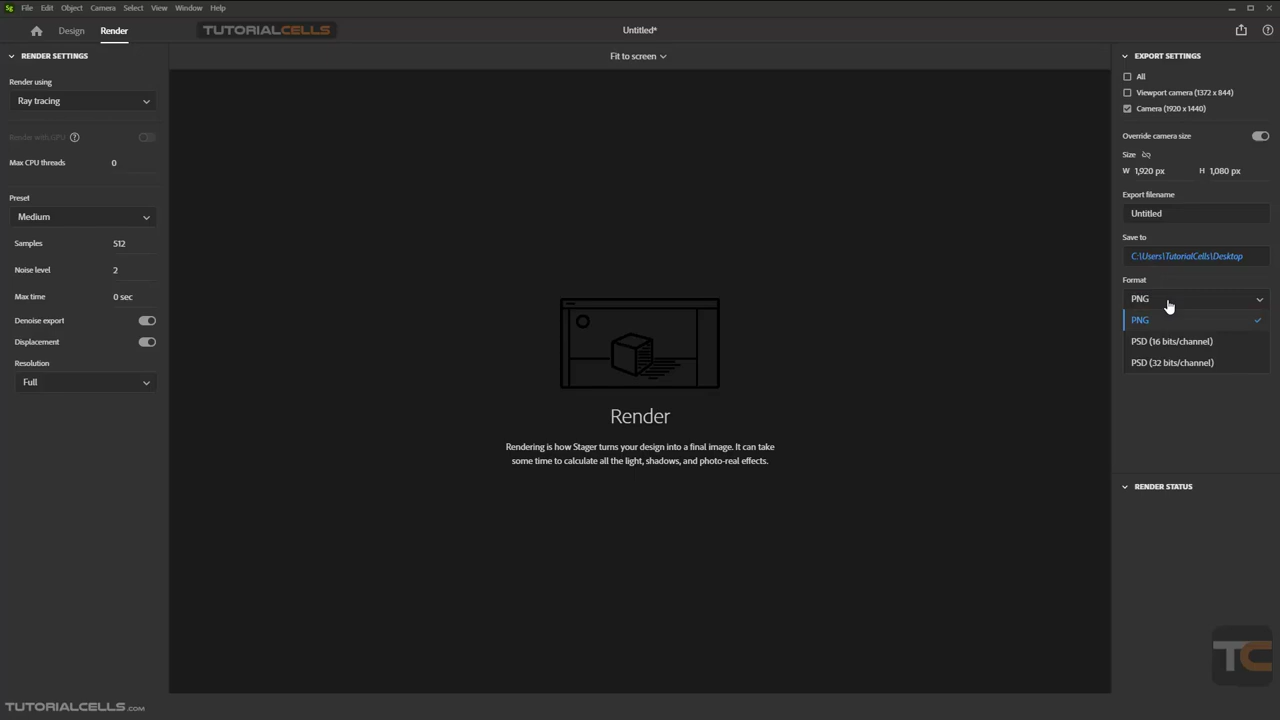 Sg File Edit Object Camera Select View Window Help
Design Render TUTORIALCELLS Untitled*
RENDER SETTINGS
Render using
Ray tracing
Render with GPU ?
Max CPU threads 0
Preset
Medium
Samples 512
Noise level 2
Max time 0 sec
Denoise export
Displacement
Resolution
Full
Fit to screen
Render
Rendering is how Stager turns your design into a final image. It can take
some time to calculate all the light, shadows, and photo-real effects.
?
EXPORT SETTINGS
All
Viewport camera (1372 x 844)
Camera (1920 x 1440)
Override camera size
Size
W 1,920 px H 1,080 px
Export filename
Untitled
Save to
C:\Users\TutorialCells\Desktop
Format
PNG
PNG
PSD (16 bits/channel)
PSD (32 bits/channel)
RENDER STATUS
TC
TUTORIALCELLS.com